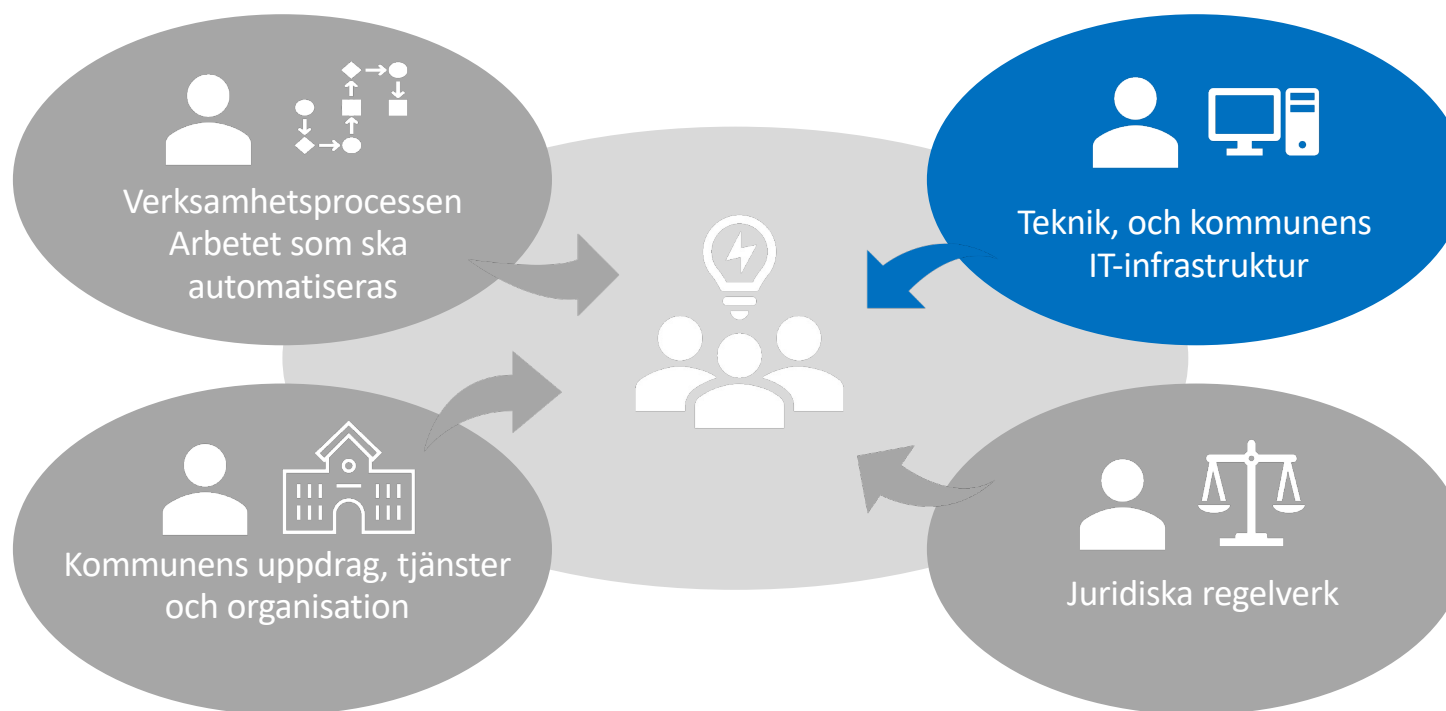 Verksamhetsprocessen
Arbetet som ska
automatiseras
Teknik, och kommunens
IT-infrastruktur
Kommunens uppdrag, tjänster
och organisation
Juridiska regelverk